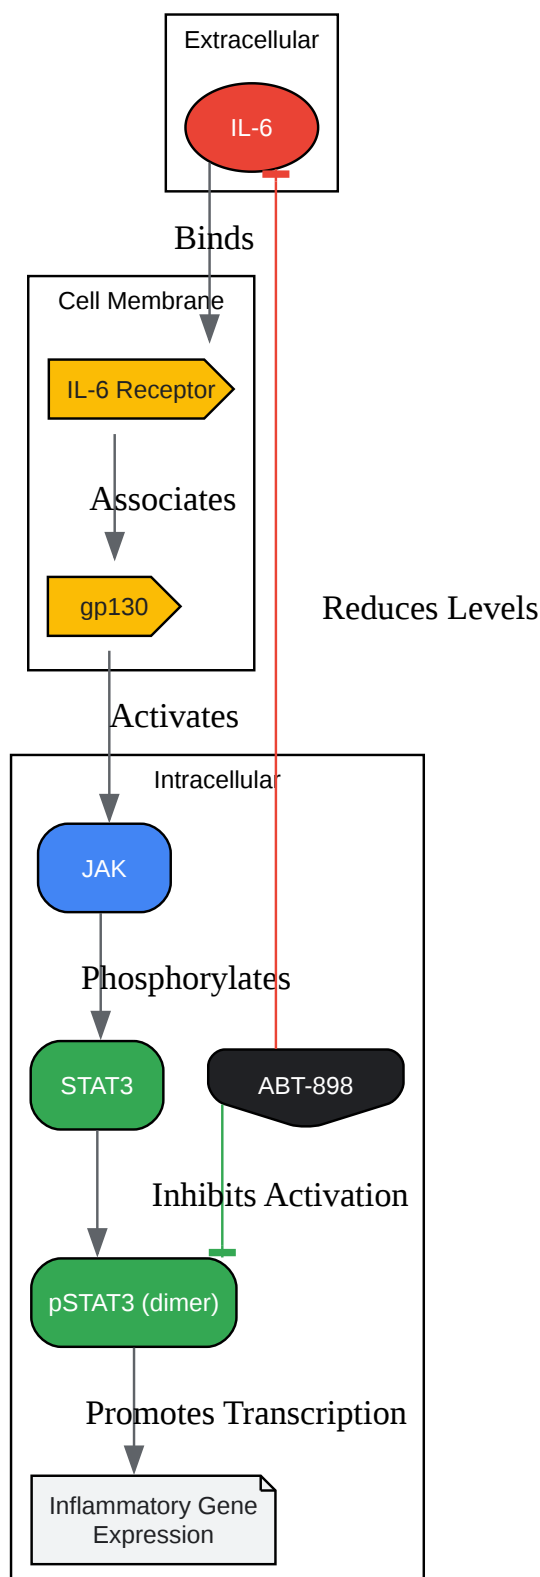 Extracellular
IL-6
Binds
Cell Membrane
IL-6 Receptor
Associates
gp130
Reduces Levels
Activates
Intracellular
JAK
Phosphorylates
STAT3
ABT-898
Inhibits Activation
pSTAT3 (dimer)
Promotes Transcription
Inflammatory Gene
Expression